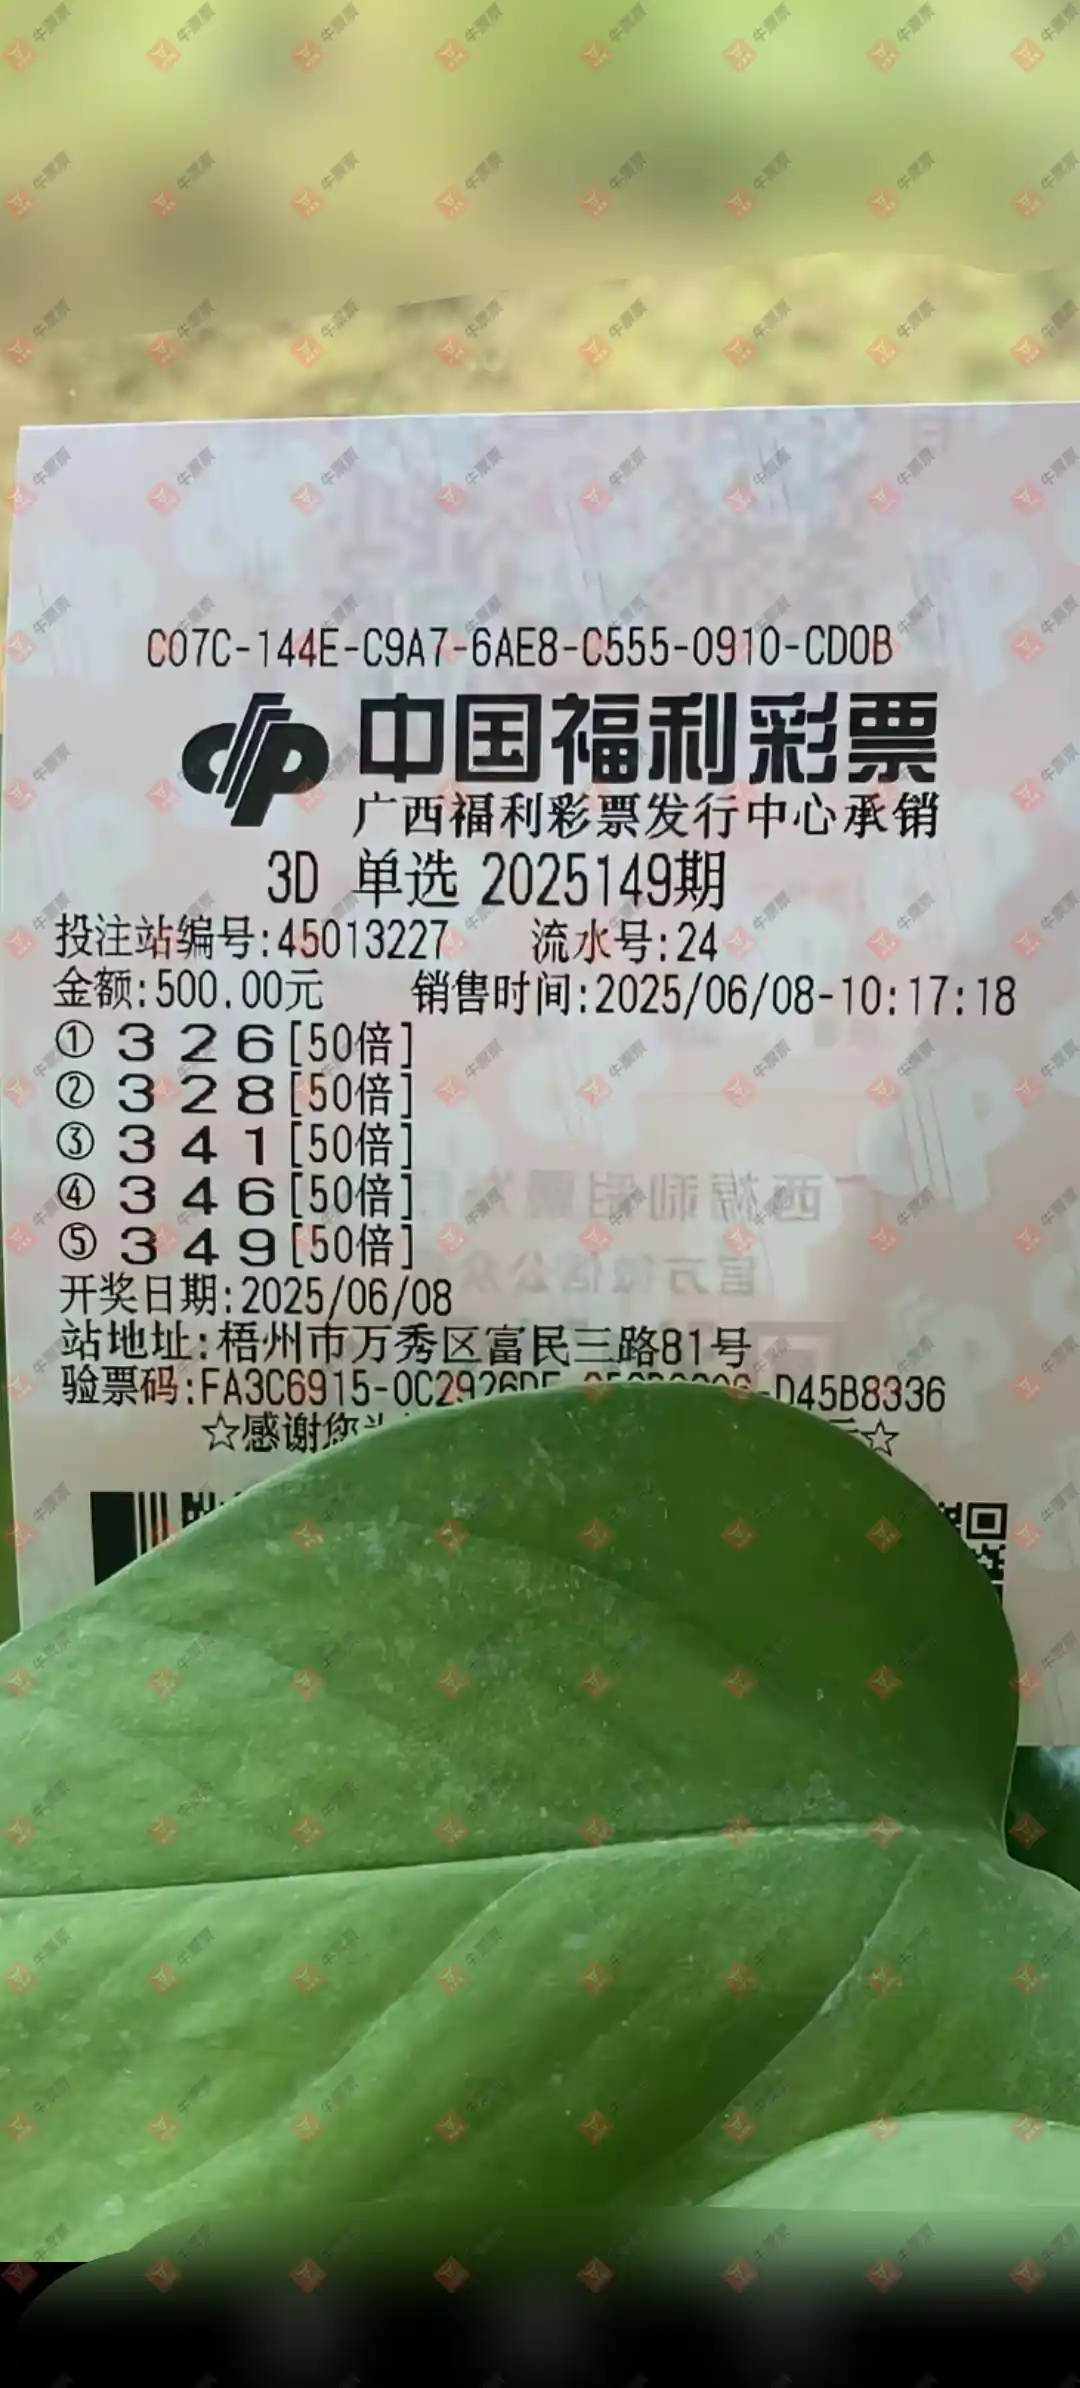 C07C-144E-C9A7-6AE8-C555-0910-CD0B
中国福利彩票
广西福利彩票发行中心承销
3D 单选 2025149期
投注站编号:45013227 流水号:24
金额:500.00元 销售时间:2025/06/08-10:17:18
① 3 2 6 [50倍]
② 3 2 8 [50倍]
③ 3 4 1 [50倍]
④ 3 4 6 [50倍]
⑤ 3 4 9 [50倍]
开奖日期:2025/06/08
站地址:梧州市万秀区富民三路81号
验票码:FA3C6915-0C2926 -D45B8336
☆感谢您 ☆
牛票票